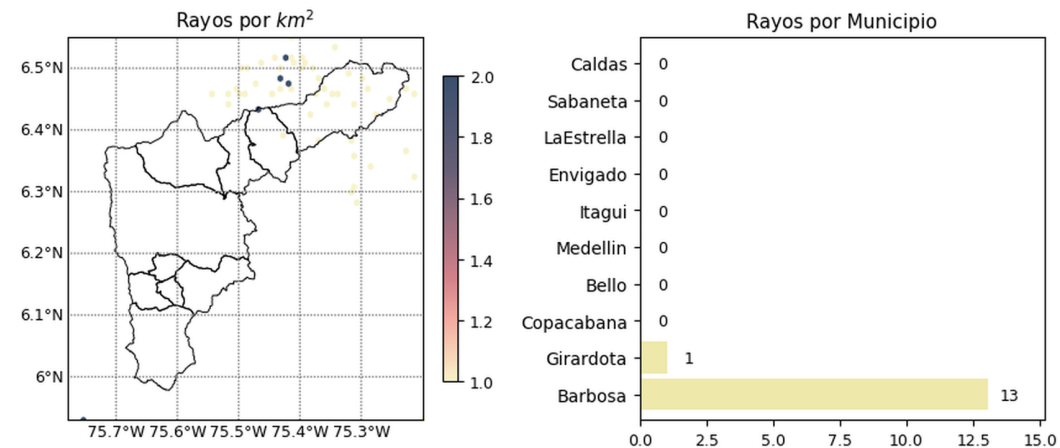 Rayos por km²
6.5°N
6.4°N
6.3°N
6.2°N
6.1°N
6°N
75.7°W 75.6°W 75.5°W 75.4°W 75.3°W
2.0
1.8
1.6
1.4
1.2
1.0
Rayos por Municipio
Caldas 0
Sabaneta 0
LaEstrella 0
Envigado 0
Itagui 0
Medellin 0
Bello 0
Copacabana 0
Girardota 1
Barbosa 13
0.0 2.5 5.0 7.5 10.0 12.5 15.0